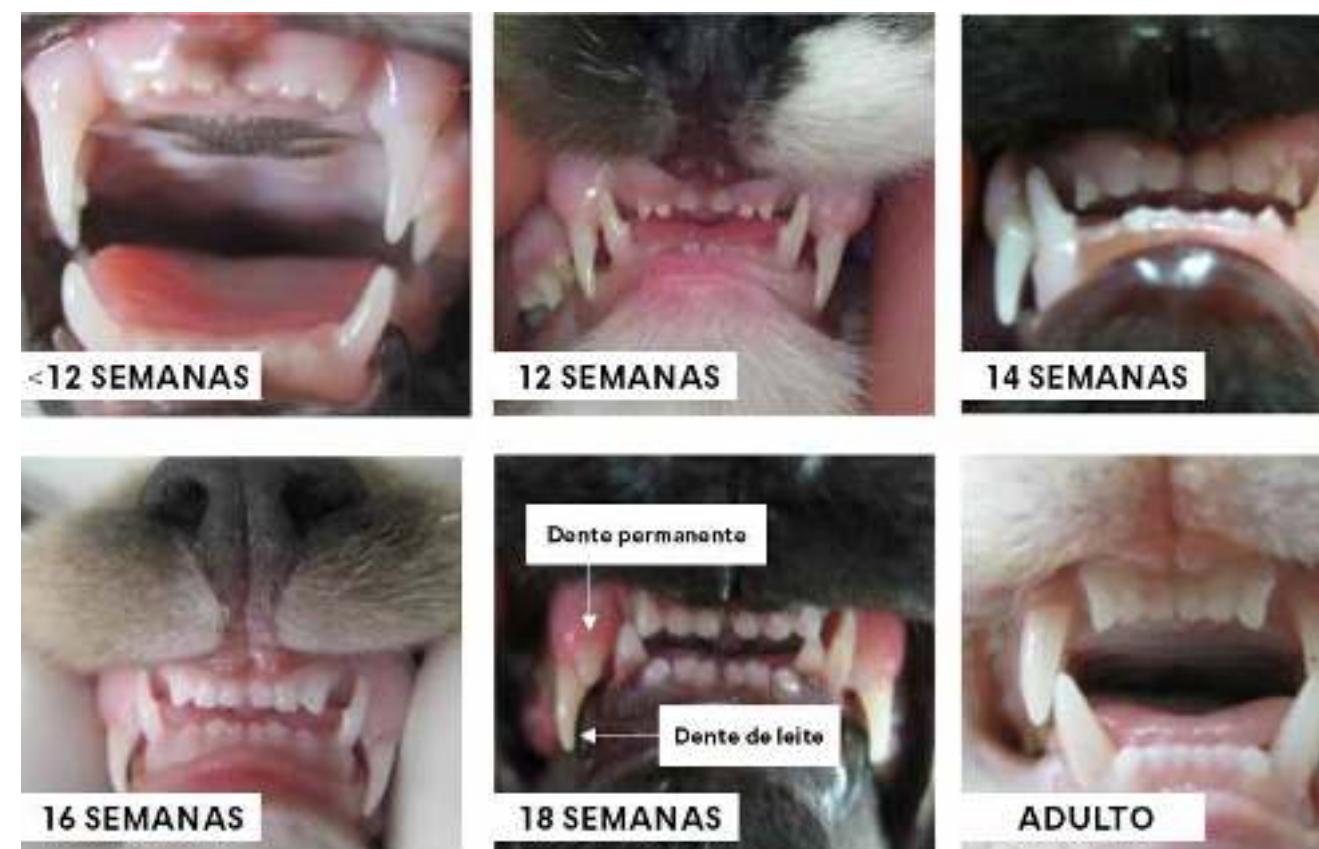 <12 SEMANAS
12 SEMANAS
14 SEMANAS
16 SEMANAS
Dente permanente
Dente de leite
18 SEMANAS
ADULTO